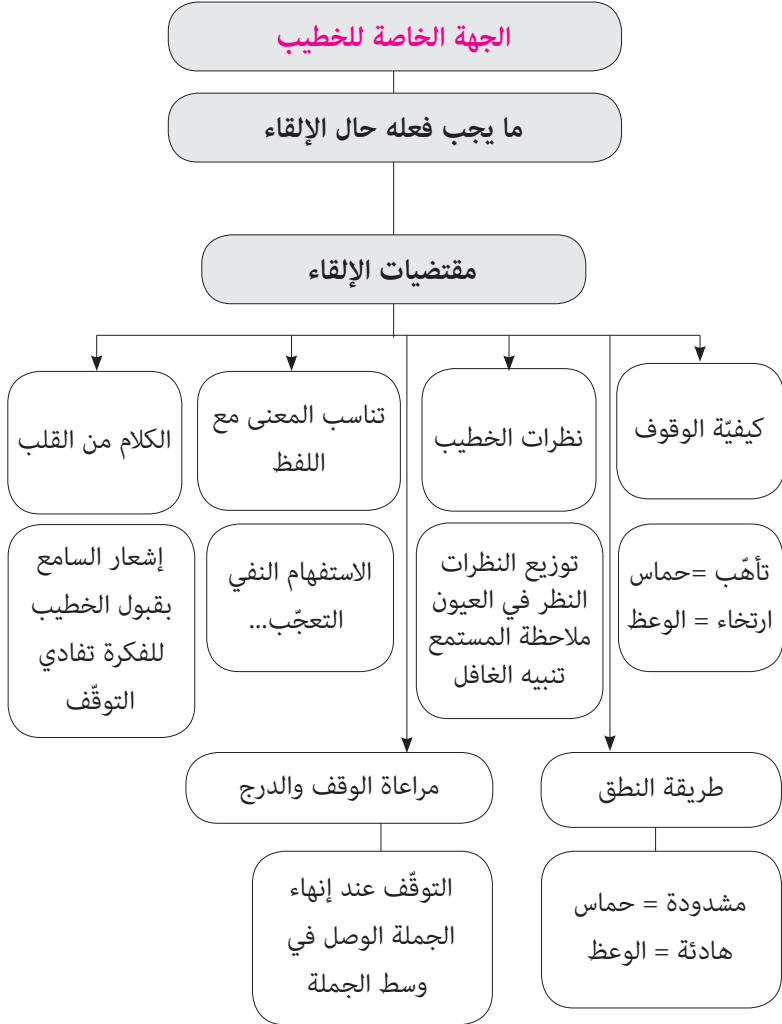 الجهة الخاصة للخطيب
ما يجب فعله حال الإلقاء
مقتضيات الإلقاء
كيفيّة الوقوف
نظرات الخطيب
تناسب المعنى مع
اللفظ
الكلام من القلب
تأهّب =حماس
ارتخاء = الوعظ
توزيع النظرات
النظر في العيون
ملاحظة المستمع
تنبيه الغافل
الاستفهام النفي
التعجّب...
إشعار السامع
بقبول الخطيب
للفكرة تفادي
التوقّف
طريقة النطق
مراعاة الوقف والدرج
مشدودة = حماس
هادئة = الوعظ
التوقّف عند إنهاء
الجملة الوصل في
وسط الجملة